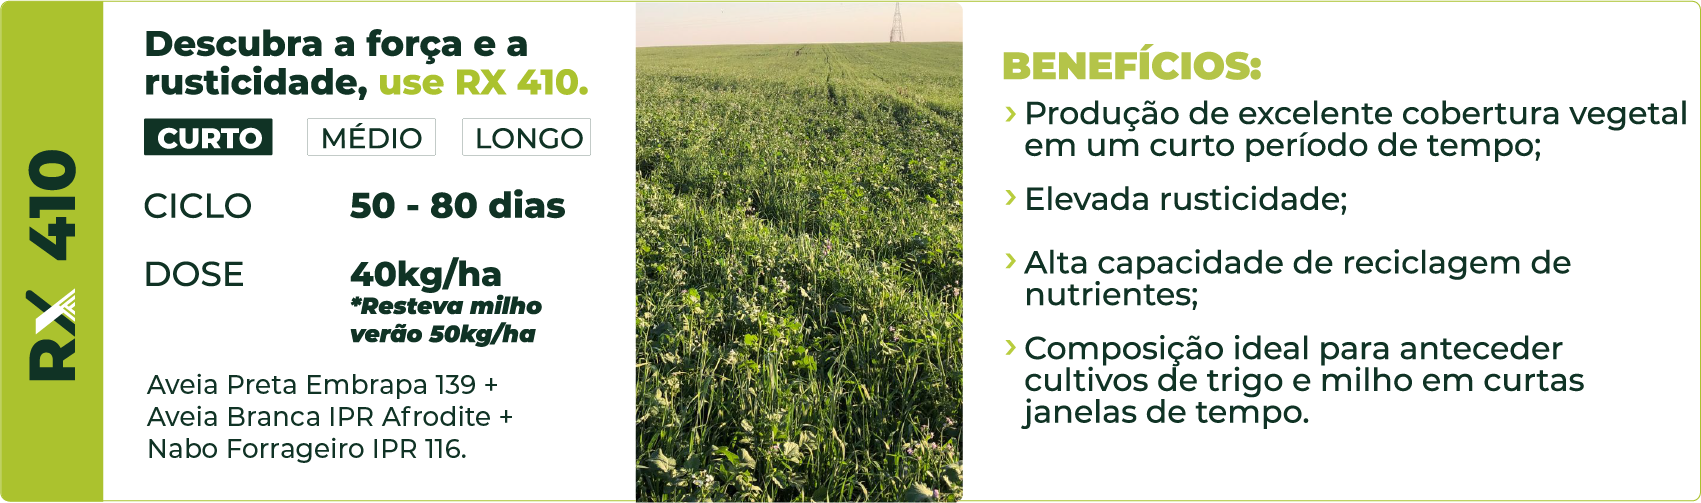 RX 410
Descubra a força e a
rusticidade, use RX 410.
CURTO MÉDIO LONGO
CICLO 50 - 80 dias
DOSE 40kg/ha
*Resteva milho
verão 50kg/ha
Aveia Preta Embrapa 139 +
Aveia Branca IPR Afrodite +
Nabo Forrageiro IPR 116.
BENEFÍCIOS:
› Produção de excelente cobertura vegetal
em um curto período de tempo;
› Elevada rusticidade;
› Alta capacidade de reciclagem de
nutrientes;
› Composição ideal para anteceder
cultivos de trigo e milho em curtas
janelas de tempo.